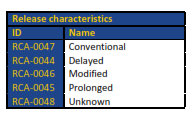 Release characteristics
ID Name
RCA-0047 Conventional
RCA-0044 Delayed
RCA-0046 Modified
RCA-0045 Prolonged
RCA-0048 Unknown